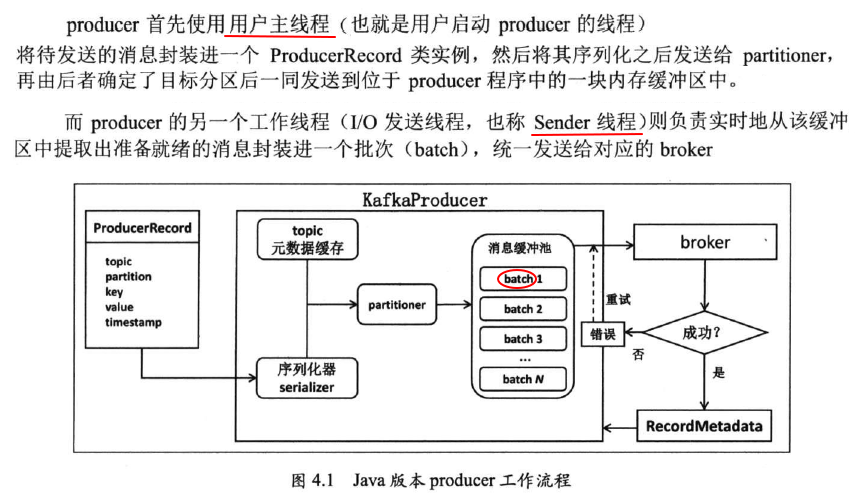 producer 首先使用用户主线程(也就是用户启动 producer 的线程)
将待发送的消息封装进一个 ProducerRecord 类实例,然后将其序列化之后发送给 partitioner,
再由后者确定了目标分区后一同发送到位于 producer 程序中的一块内存缓冲区中。
而 producer 的另一个工作线程(I/O 发送线程,也称 Sender 线程)则负责实时地从该缓冲
区中提取出准备就绪的消息封装进一个批次(batch),统一发送给对应的 broker
KafkaProducer
ProducerRecord
topic
partition
key
value
timestamp
topic
元数据缓存
序列化器
serializer
partitioner
消息缓冲池
batch 1
batch 2
batch 3
...
batch N
重试
错误
broker
成功?
否
是
RecordMetadata
图 4.1 Java 版本 producer 工作流程